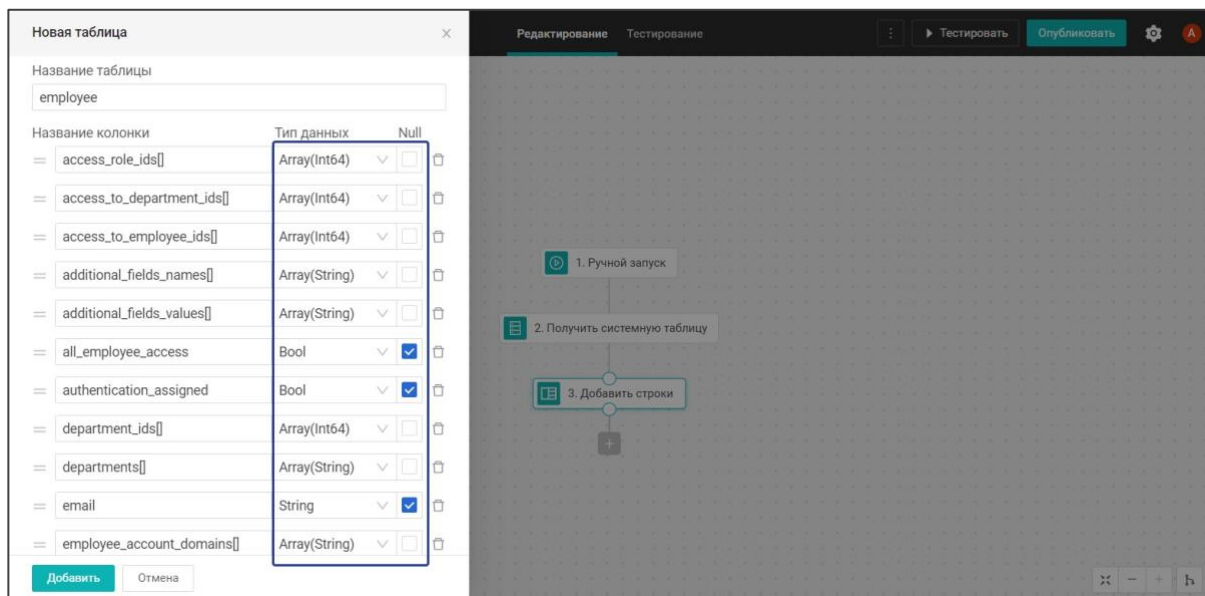 Новая таблица
Редактирование Тестирование Тестировать Опубликовать A
Название таблицы
employee
Название колонки Тип данных Null
access_role_ids[] Array(Int64)
access_to_department_ids[] Array(Int64)
access_to_employee_ids[] Array(Int64)
additional_fields_names[] Array(String)
additional_fields_values[] Array(String)
all_employee_access Bool
authentication_assigned Bool
department_ids[] Array(Int64)
departments[] Array(String)
email String
employee_account_domains[] Array(String)
Добавить Отмена
1. Ручной запуск
2. Получить системную таблицу
3. Добавить строки